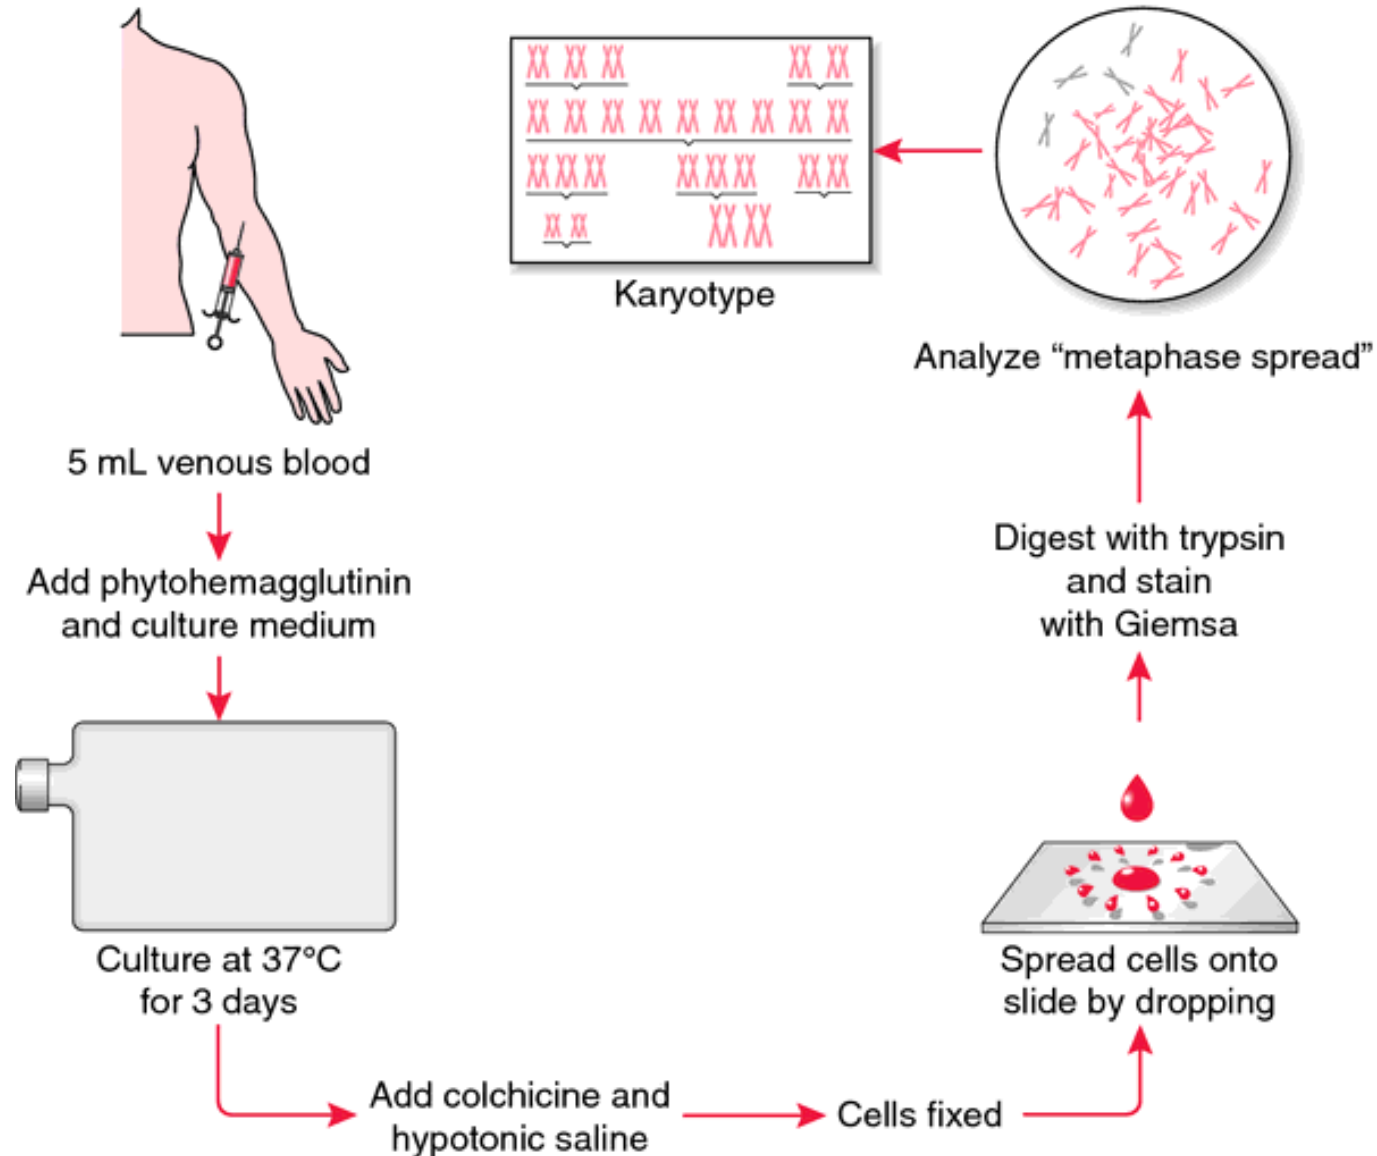 5 mL venous blood
Add phytohemagglutinin
and culture medium
Culture at 37°C
for 3 days
Add colchicine and
hypotonic saline
Cells fixed
Spread cells onto
slide by dropping
Digest with trypsin
and stain
with Giemsa
Analyze “metaphase spread”
Karyotype